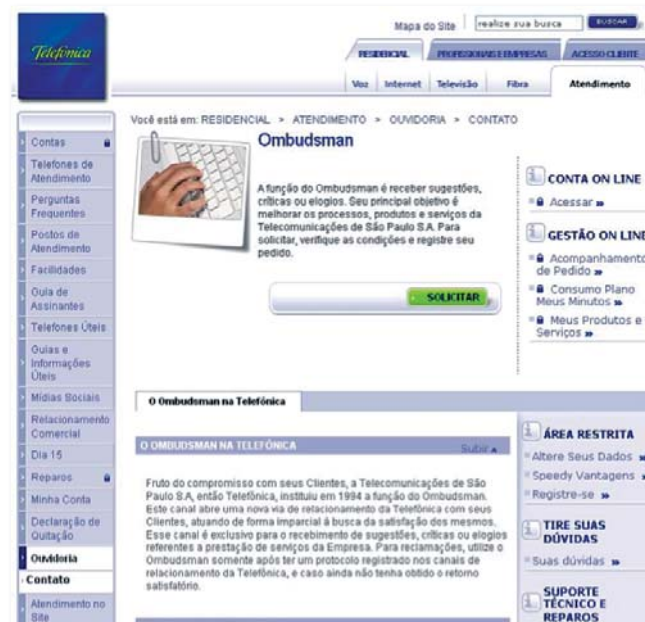 Mapa do Site
realize sua busca
BUSCAR
Telefónica
RESIDENCIAL
PROFISSIONAIS E EMPRESAS
ACESSO CLIENTE
Voz
Internet
Televisão
Fibra
Atendimento
Você está em: RESIDENCIAL > ATENDIMENTO > OUVIDORIA > CONTATO
Contas
Telefones de
Atendimento
Perguntas
Frequentes
Postos de
Atendimento
Facilidades
Guia de
Assinantes
Telefones Úteis
Guias e
Informações
Úteis
Mídias Sociais
Relacionamento
Comercial
Dia 15
Reparos
Minha Conta
Declaração de
Quitação
Ouvidoria
Contato
Atendimento no
Site
Ombudsman
A função do Ombudsman é receber sugestões,
críticas ou elogios. Seu principal objetivo é
melhorar os processos, produtos e serviços da
Telecomunicações de São Paulo S.A. Para
solicitar, verifique as condições e registre seu
pedido.
SOLICITAR
O Ombudsman na Telefónica
O OMBUDSMAN NA TELEFÓNICA
Subir
Fruto do compromisso com seus Clientes, a Telecomunicações de São
Paulo S.A, então Telefônica, instituiu em 1994 a função do Ombudsman.
Este canal abre uma nova via de relacionamento da Telefônica com seus
Clientes, atuando de forma imparcial à busca da satisfação dos mesmos.
Esse canal é exclusivo para o recebimento de sugestões, críticas ou elogios
referentes a prestação de serviços da Empresa. Para reclamações, utilize o
Ombudsman somente após ter um protocolo registrado nos canais de
relacionamento da Telefônica, e caso ainda não tenha obtido o retorno
satisfatório.
CONTA ON LINE
Acessar »
GESTÃO ON LINE
Acompanhamento
de Pedido »
Consumo Plano
Meus Minutos »
Meus Produtos e
Serviços »
ÁREA RESTRITA
Altere Seus Dados »
Speedy Vantagens »
Registre-se »
TIRE SUAS
DÚVIDAS
Suas dúvidas »
SUPORTE
TÉCNICO E
REPAROS